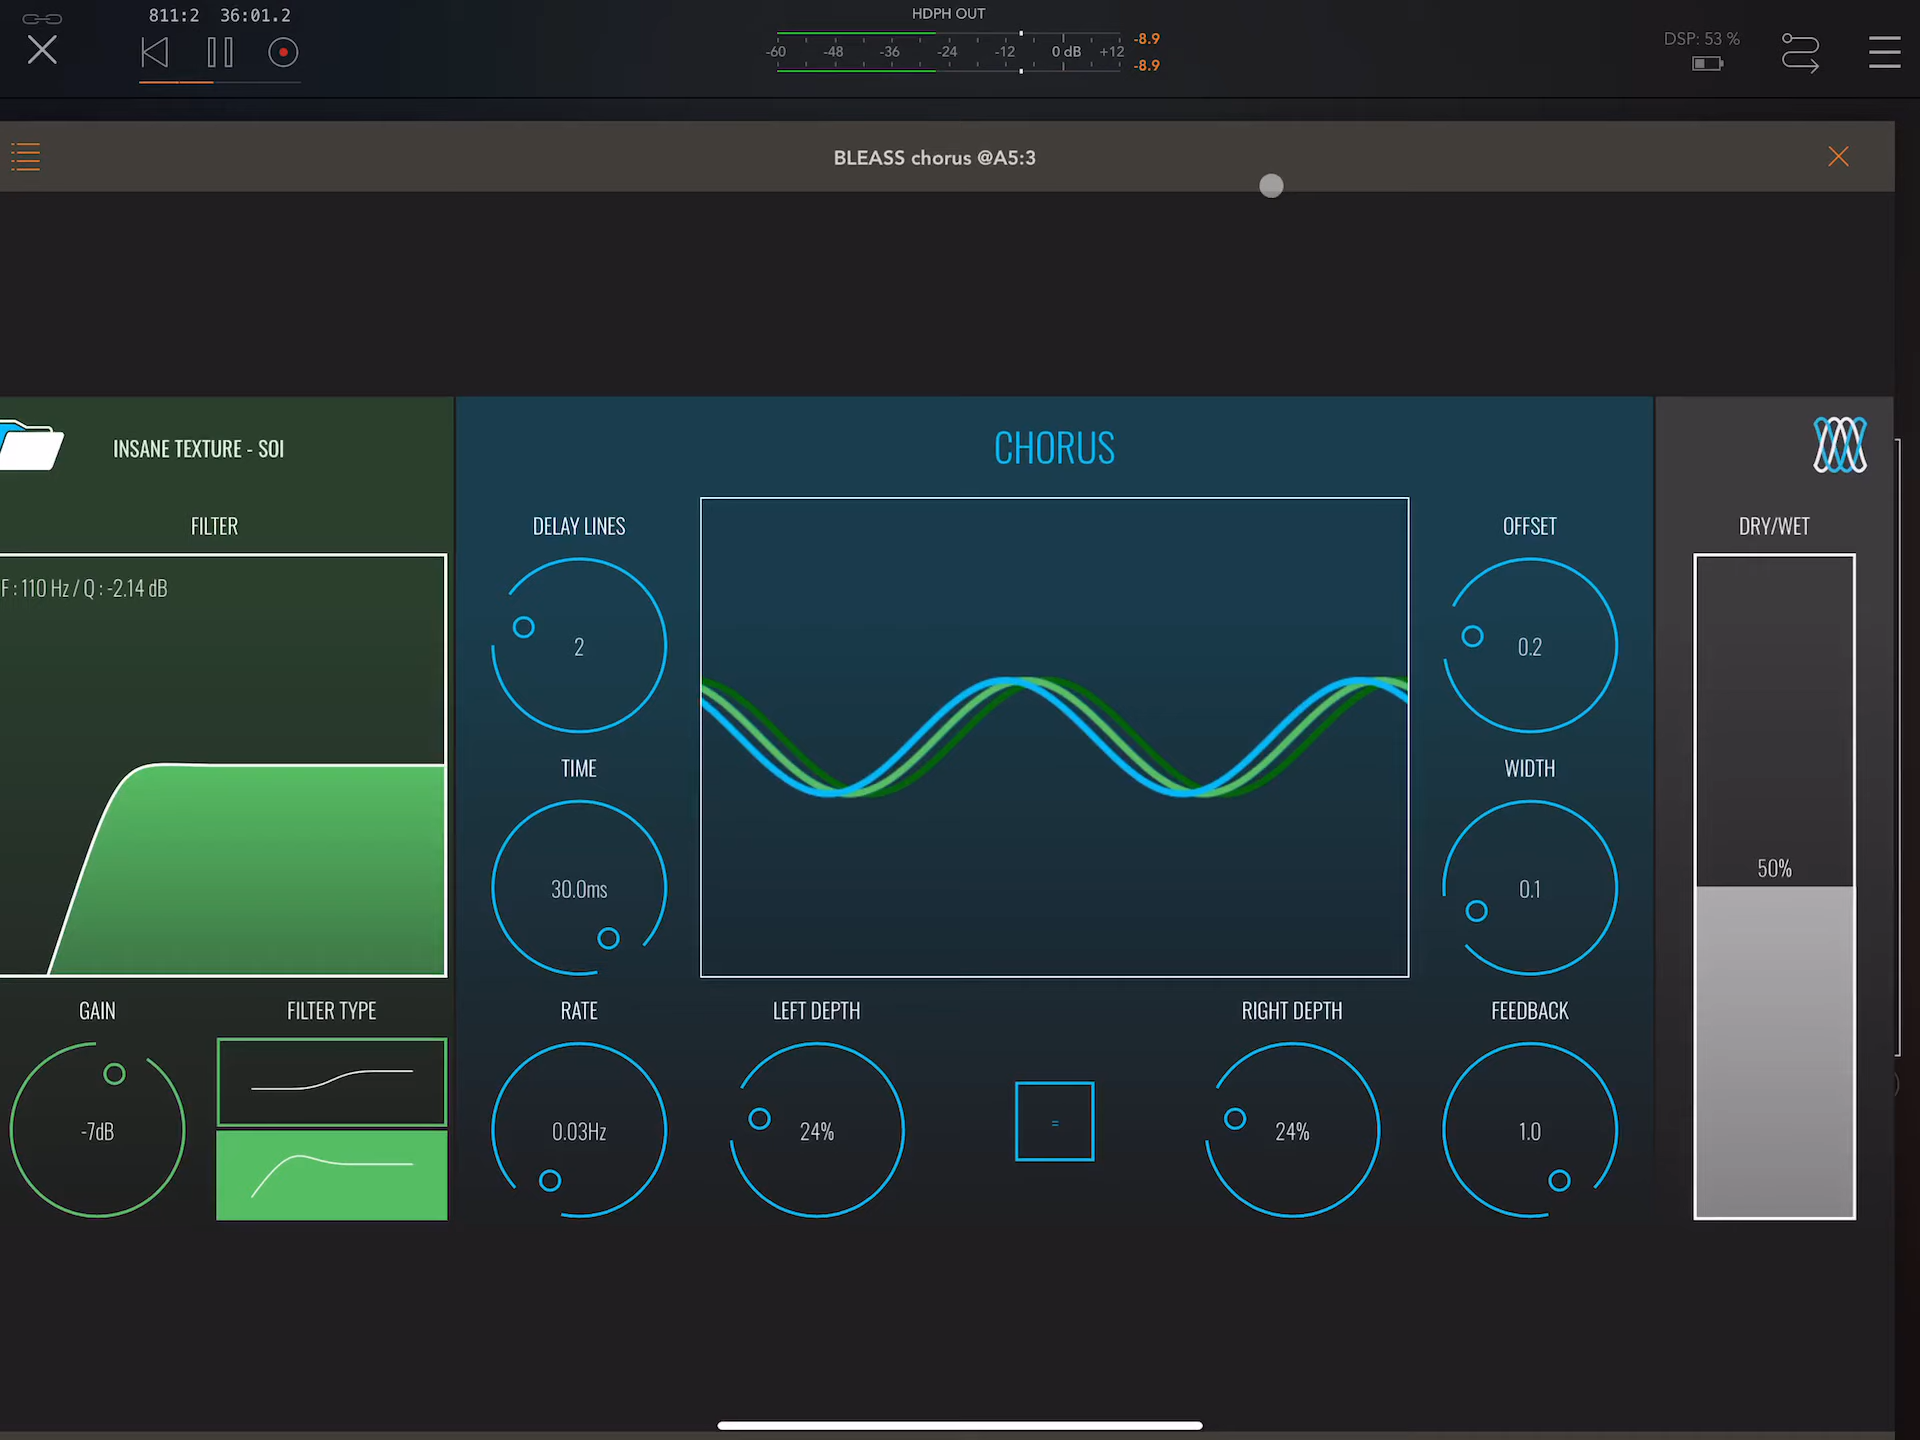 811:2 36:01.2
HDPH OUT
-60 -48 -36 -24 -12 0 dB +12
-8.9
-8.9
DSP: 53 %
BLEASS chorus @A5:3
INSANE TEXTURE - SOI
CHORUS
FILTER
DELAY LINES
OFFSET
DRY/WET
F : 110 Hz / Q : -2.14 dB
2
0.2
TIME
WIDTH
50%
30.0ms
0.1
GAIN
FILTER TYPE
RATE
LEFT DEPTH
RIGHT DEPTH
FEEDBACK
-7dB
0.03Hz
24%
=
24%
1.0